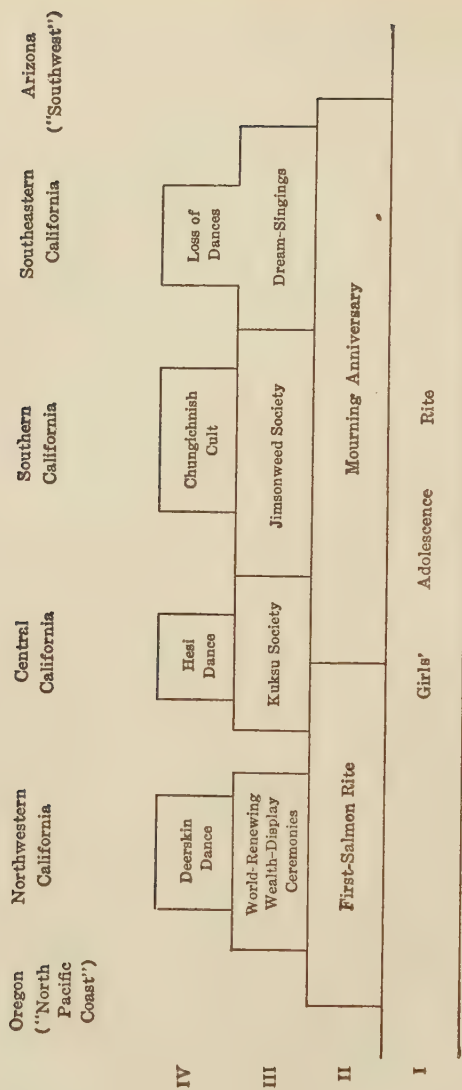 Oregon
("North
Pacific
Coast")
Northwestern
California
Central
California
Southern
California
Southeastern
California
Arizona
("Southwest")
IV
Deerskin
Dance
Hesi
Dance
Chungichnish
Cult
Loss of
Dances
III
World-Renewing
Wealth-Display
Ceremonies
Kuksu Society
Jimsonweed Society
Dream-Singings
II
First-Salmon Rite
Mourning Anniversary
I
Girls' Adolescence Rite